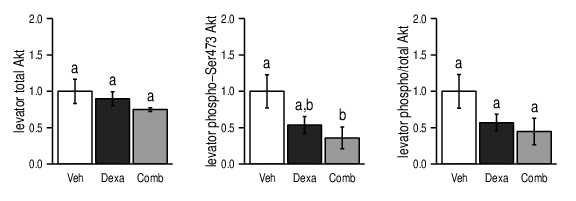 levator total Akt
2.0
1.5
1.0
0.5
0.0
a
a
a
Veh Dexa Comb
levator phospho−Ser473 Akt
2.0
1.5
1.0
0.5
0.0
a
a,b
b
Veh Dexa Comb
levator phospho/total Akt
2.0
1.5
1.0
0.5
0.0
a
a
a
Veh Dexa Comb